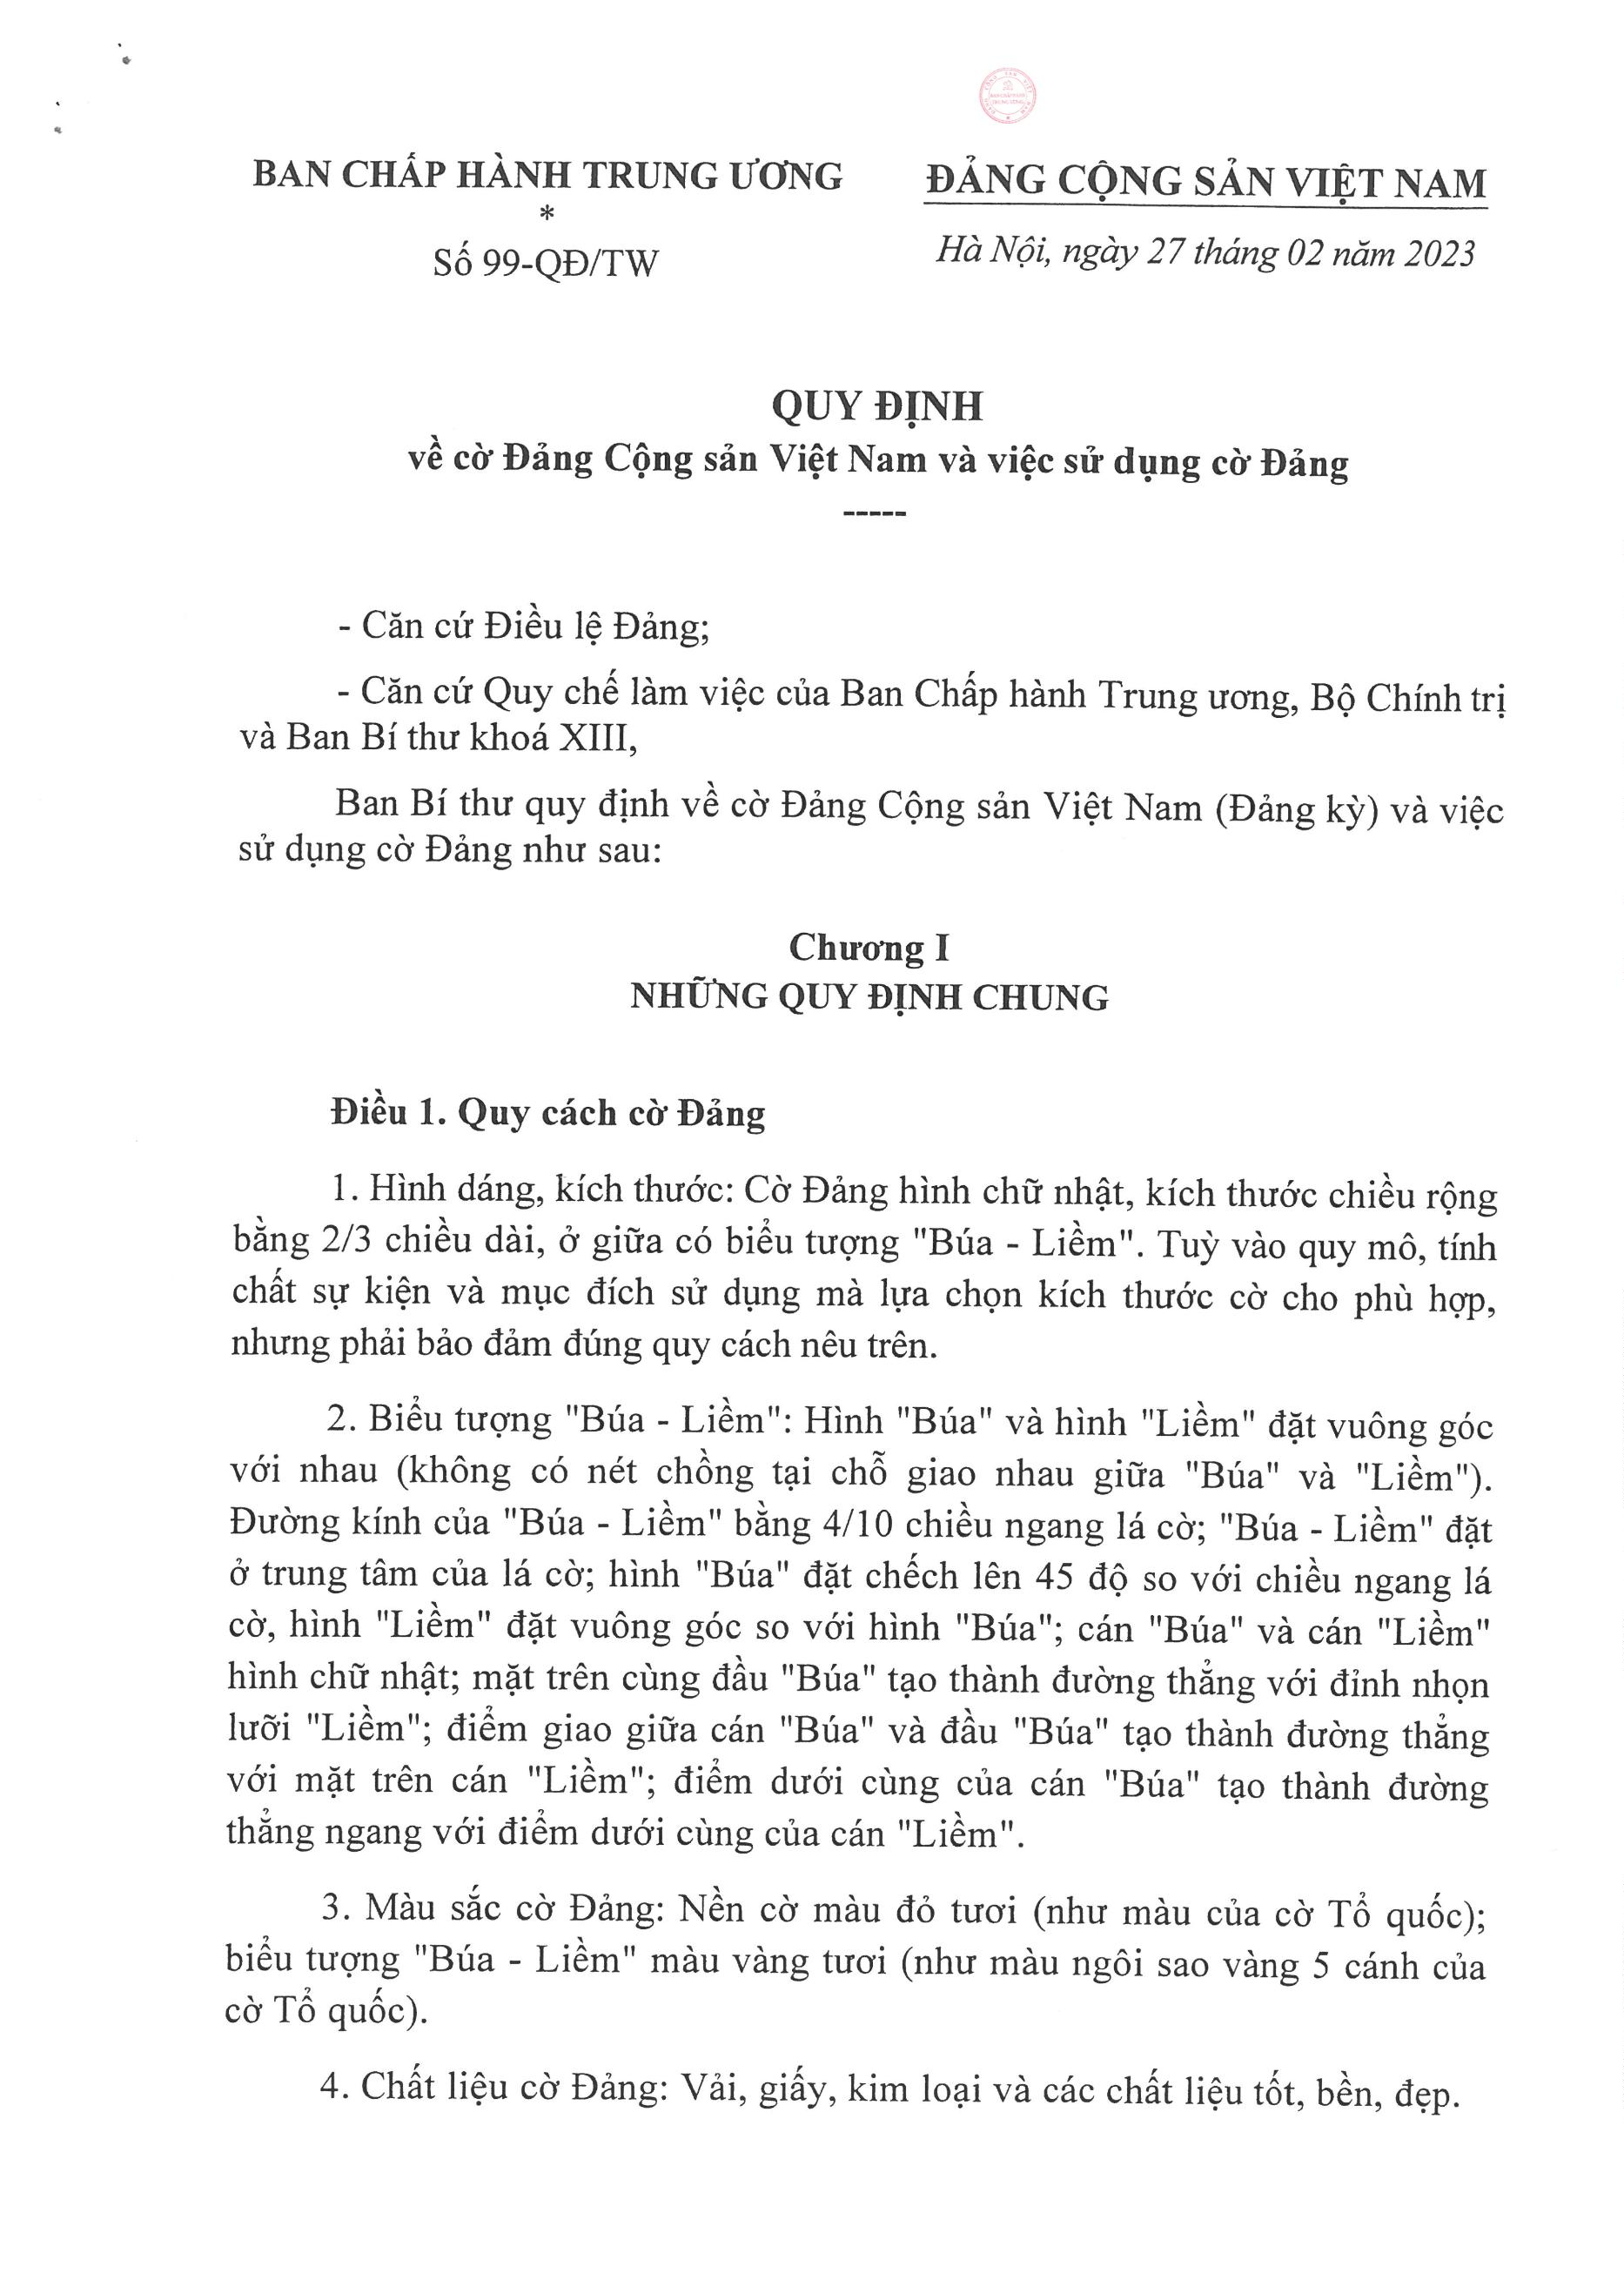 BAN CHẤP HÀNH TRUNG ƯƠNG
*
Số 99-QĐ/TW
ĐẢNG CỘNG SẢN VIỆT NAM
Hà Nội, ngày 27 tháng 02 năm 2023
QUY ĐỊNH
về cờ Đảng Cộng sản Việt Nam và việc sử dụng cờ Đảng
-----
- Căn cứ Điều lệ Đảng;
- Căn cứ Quy chế làm việc của Ban Chấp hành Trung ương, Bộ Chính trị
và Ban Bí thư khoá XIII,
Ban Bí thư quy định về cờ Đảng Cộng sản Việt Nam (Đảng kỳ) và việc
sử dụng cờ Đảng như sau:
Chương I
NHỮNG QUY ĐỊNH CHUNG
Điều 1. Quy cách cờ Đảng
1. Hình dáng, kích thước: Cờ Đảng hình chữ nhật, kích thước chiều rộng
bằng 2/3 chiều dài, ở giữa có biểu tượng "Búa - Liềm". Tuỳ vào quy mô, tính
chất sự kiện và mục đích sử dụng mà lựa chọn kích thước cờ cho phù hợp,
nhưng phải bảo đảm đúng quy cách nêu trên.
2. Biểu tượng "Búa - Liềm": Hình "Búa" và hình "Liềm" đặt vuông góc
với nhau (không có nét chồng tại chỗ giao nhau giữa "Búa" và "Liềm").
Đường kính của "Búa - Liềm" bằng 4/10 chiều ngang lá cờ; "Búa - Liềm" đặt
ở trung tâm của lá cờ; hình "Búa" đặt chếch lên 45 độ so với chiều ngang lá
cờ, hình "Liềm" đặt vuông góc so với hình "Búa"; cán "Búa" và cán "Liềm"
hình chữ nhật; mặt trên cùng đầu "Búa" tạo thành đường thẳng với đỉnh nhọn
lưỡi "Liềm"; điểm giao giữa cán "Búa" và đầu "Búa" tạo thành đường thẳng
với mặt trên cán "Liềm"; điểm dưới cùng của cán "Búa" tạo thành đường
thẳng ngang với điểm dưới cùng của cán "Liềm".
3. Màu sắc cờ Đảng: Nền cờ màu đỏ tươi (như màu của cờ Tổ quốc);
biểu tượng "Búa - Liềm" màu vàng tươi (như màu ngôi sao vàng 5 cánh của
cờ Tổ quốc).
4. Chất liệu cờ Đảng: Vải, giấy, kim loại và các chất liệu tốt, bền, đẹp.